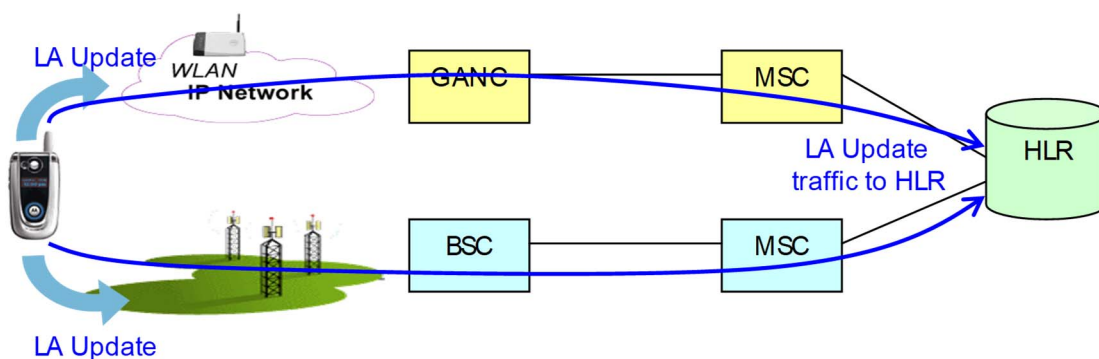 LA Update
WLAN
IP Network
GANC
MSC
HLR
LA Update
traffic to HLR
BSC
MSC
LA Update